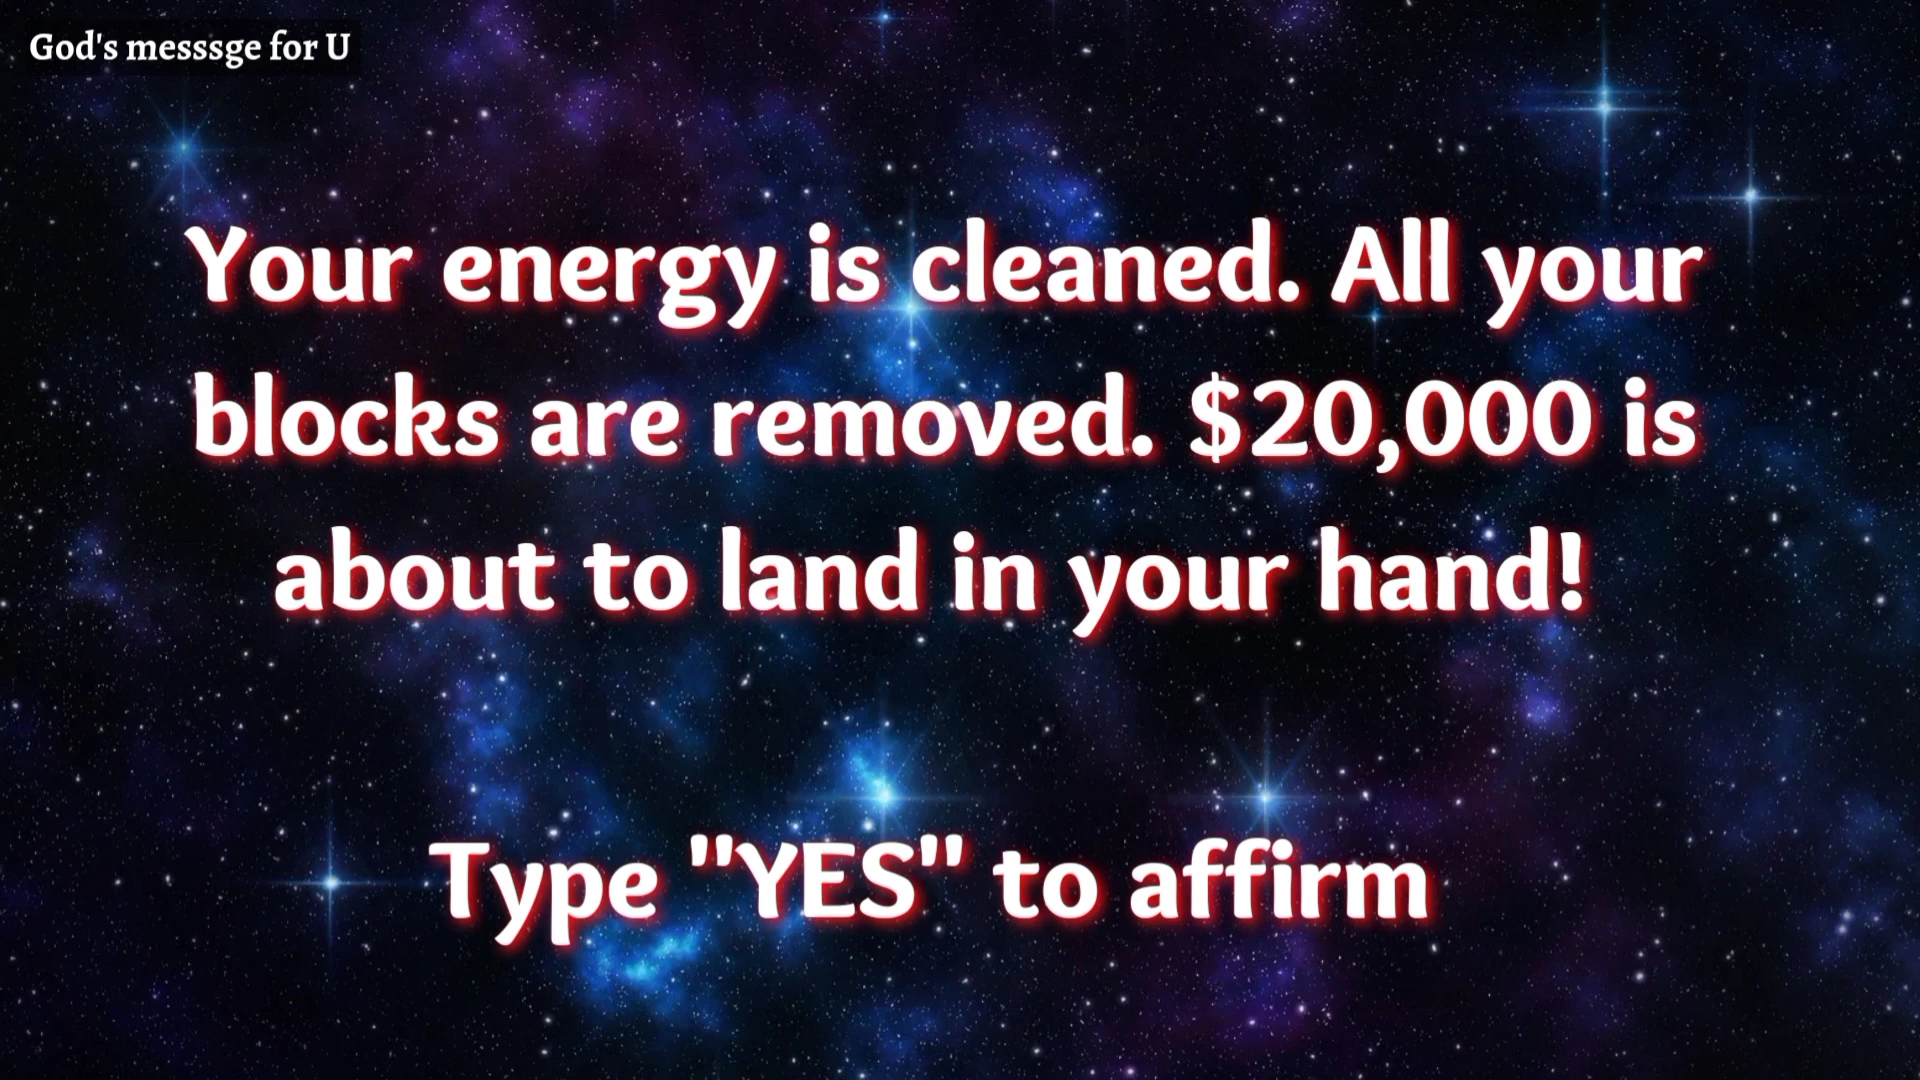 God's messsge for U
Your energy is cleaned. All your
blocks are removed. $20,000 is
about to land in your hand!
Type "YES" to affirm